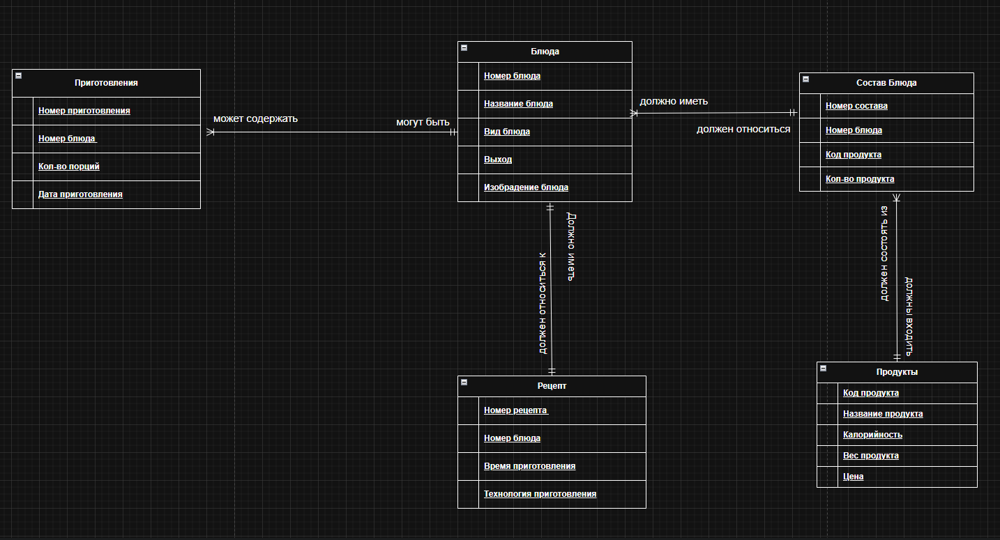 Приготовления
Номер приготовления
Номер блюда
Кол-во порций
Дата приготовления
может содержать
могут быть
Блюда
Номер блюда
Название блюда
Вид блюда
Выход
Изобрадение блюда
должно иметь
должен относиться
Состав Блюда
Номер состава
Номер блюда
Код продукта
Кол-во продукта
Должно иметь
должен относиться к
Рецепт
Номер рецепта
Номер блюда
Время приготовления
Технология приготовления
должен состоять из
должны входить
Продукты
Код продукта
Название продукта
Калорийность
Вес продукта
Цена